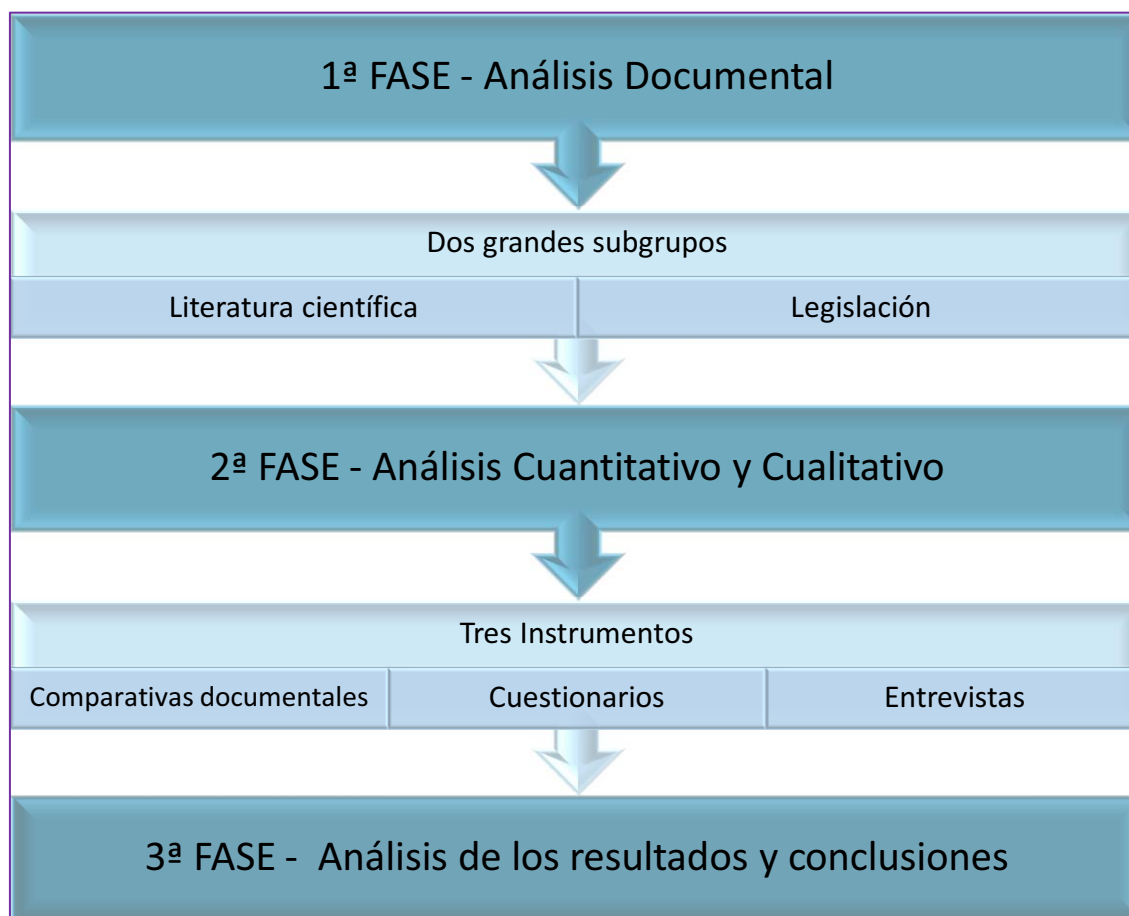 1ª FASE - Análisis Documental
Dos grandes subgrupos
Literatura científica
Legislación
2ª FASE - Análisis Cuantitativo y Cualitativo
Tres Instrumentos
Comparativas documentales
Cuestionarios
Entrevistas
3ª FASE - Análisis de los resultados y conclusiones